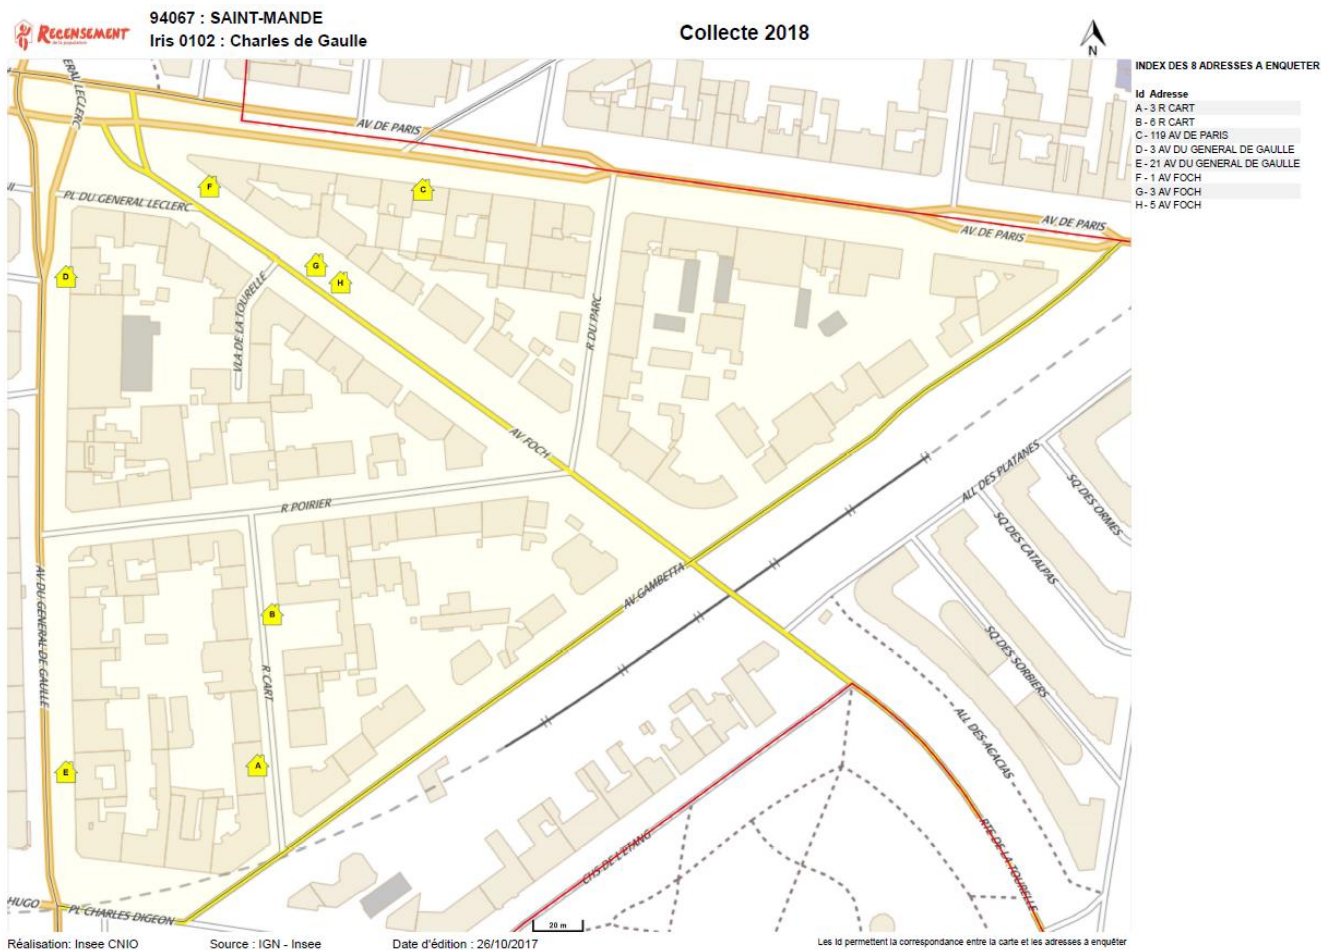 RECENSEMENT
de la population
94067 : SAINT-MANDE
Iris 0102 : Charles de Gaulle
Collecte 2018
N
INDEX DES 8 ADRESSES A ENQUETER
Id Adresse
A - 3 R CART
B - 6 R CART
C - 119 AV DE PARIS
D - 3 AV DU GENERAL DE GAULLE
E - 21 AV DU GENERAL DE GAULLE
F - 1 AV FOCH
G - 3 AV FOCH
H - 5 AV FOCH
ERAL LECLERC
AV DE PARIS
F
C
PL DU GENERAL LECLERC
AV DE PARIS
AV DE PARIS
D
G
H
VLA DE LA TOURELLE
R DU PARC
AV FOCH
ALL DES PLATANES
SQ DES ORMES
R POIRIER
SQ DES CATALPAS
AV DU GENERAL DE GAULLE
AV GAMBETTA
B
SQ DES SORBIERS
R CART
ALL DES ACACIAS
E
A
CHS DE L'ETANG
RTE DE LA TOURELLE
HUGO
PL CHARLES DIGEON
20 m
Réalisation: Insee CNIO
Source : IGN - Insee
Date d'édition : 26/10/2017
Les Id permettent la correspondance entre la carte et les adresses à enquêter